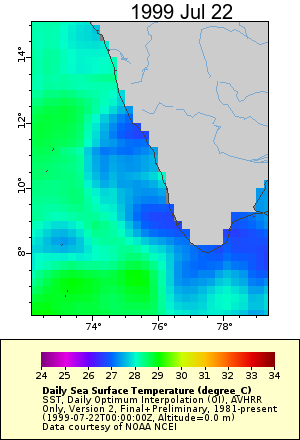 1999 Jul 22
14°
12°
10°
8°
74°
76°
78°
24 25 26 27 28 29 30 31 32 33 34
Daily Sea Surface Temperature (degree_C)
SST, Daily Optimum Interpolation (OI), AVHRR
Only, Version 2, Final+Preliminary, 1981-present
(1999-07-22T00:00:00Z, Altitude=0.0 m)
Data courtesy of NOAA NCEI